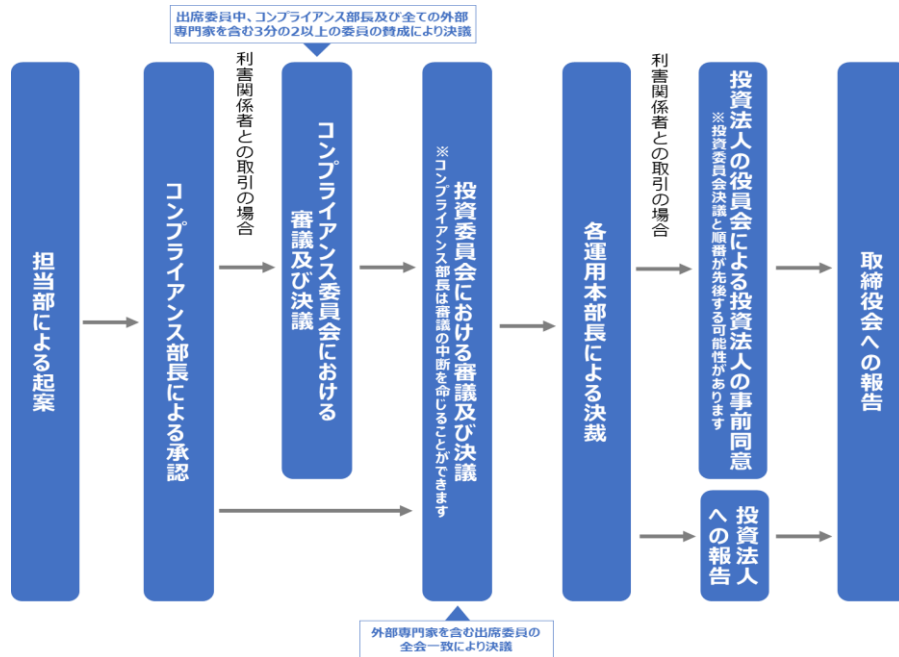 出席委員中、コンプライアンス部長及び全ての外部
専門家を含む3分の2以上の委員の賛成により決議
担当部による起案
コンプライアンス部長による承認
利害関係者との取引の場合
コンプライアンス委員会における
審議及び決議
投資委員会における審議及び決議
※コンプライアンス部長は審議の中断を命じることができます
外部専門家を含む出席委員の
全会一致により決議
各運用本部長による決裁
利害関係者との取引の場合
投資法人の役員会による投資法人の事前同意
※投資委員会決議と順番が先後する可能性があります
投資法人
への報告
取締役会への報告